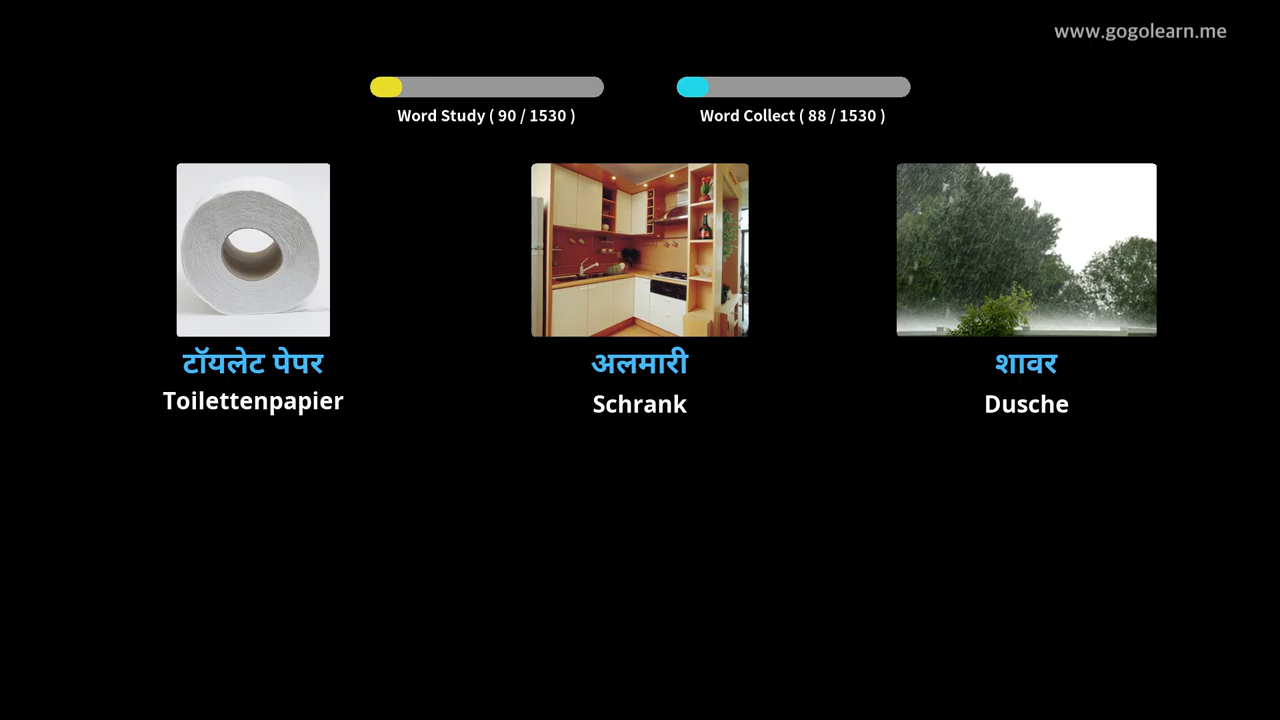 www.gogolearn.me
Word Study ( 90 / 1530 )
Word Collect ( 88 / 1530 )
टॉयलेट पेपर
Toilettenpapier
अलमारी
Schrank
शावर
Dusche